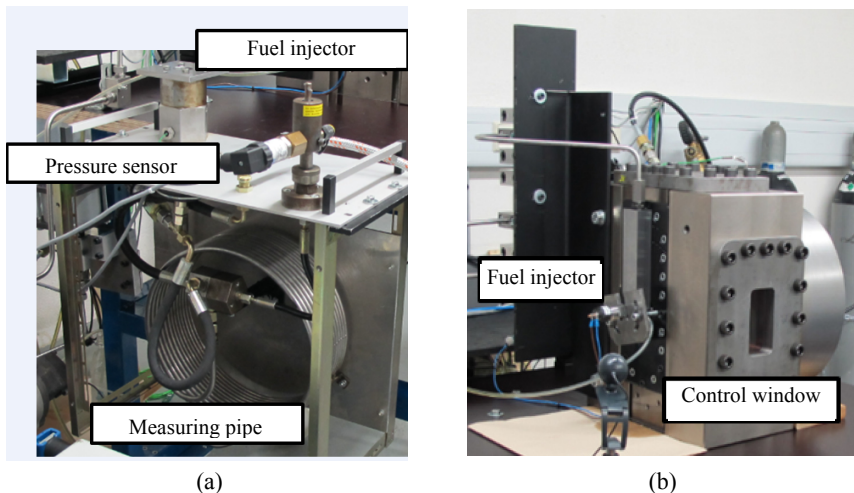 Fuel injector
Pressure sensor
Measuring pipe
(a)
Fuel injector
Control window
(b)